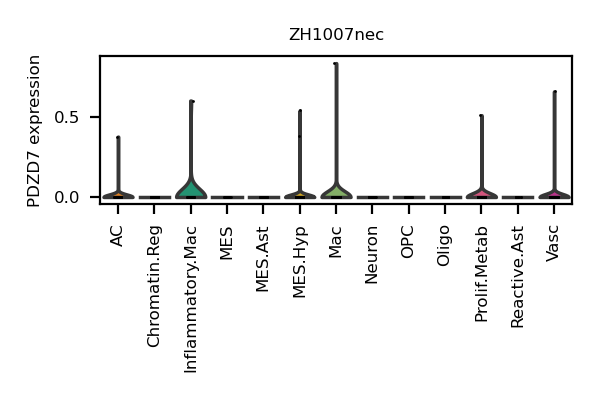 ZH1007nec
PDZD7 expression
0.5
0.0
AC
Chromatin.Reg
Inflammatory.Mac
MES
MES.Ast
MES.Hyp
Mac
Neuron
OPC
Oligo
Prolif.Metab
Reactive.Ast
Vasc